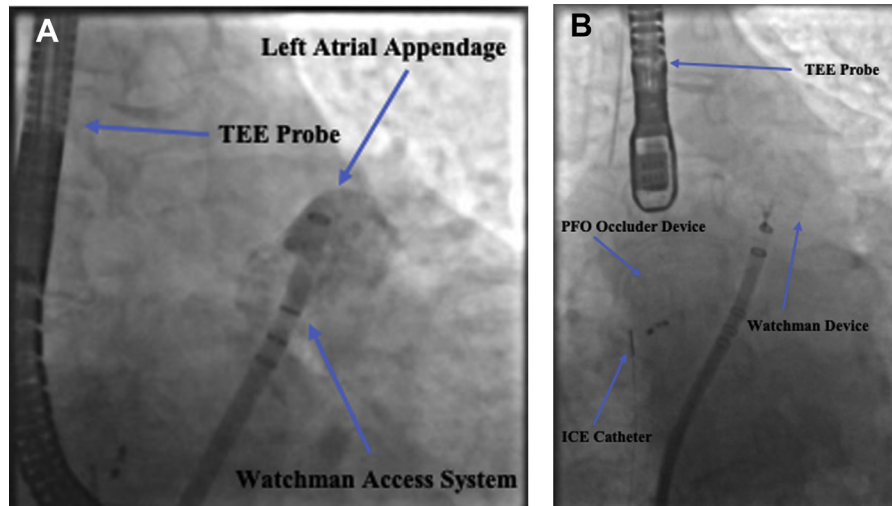 A
Left Atrial Appendage
TEE Probe
Watchman Access System
B
TEE Probe
PFO Occluder Device
Watchman Device
ICE Catheter